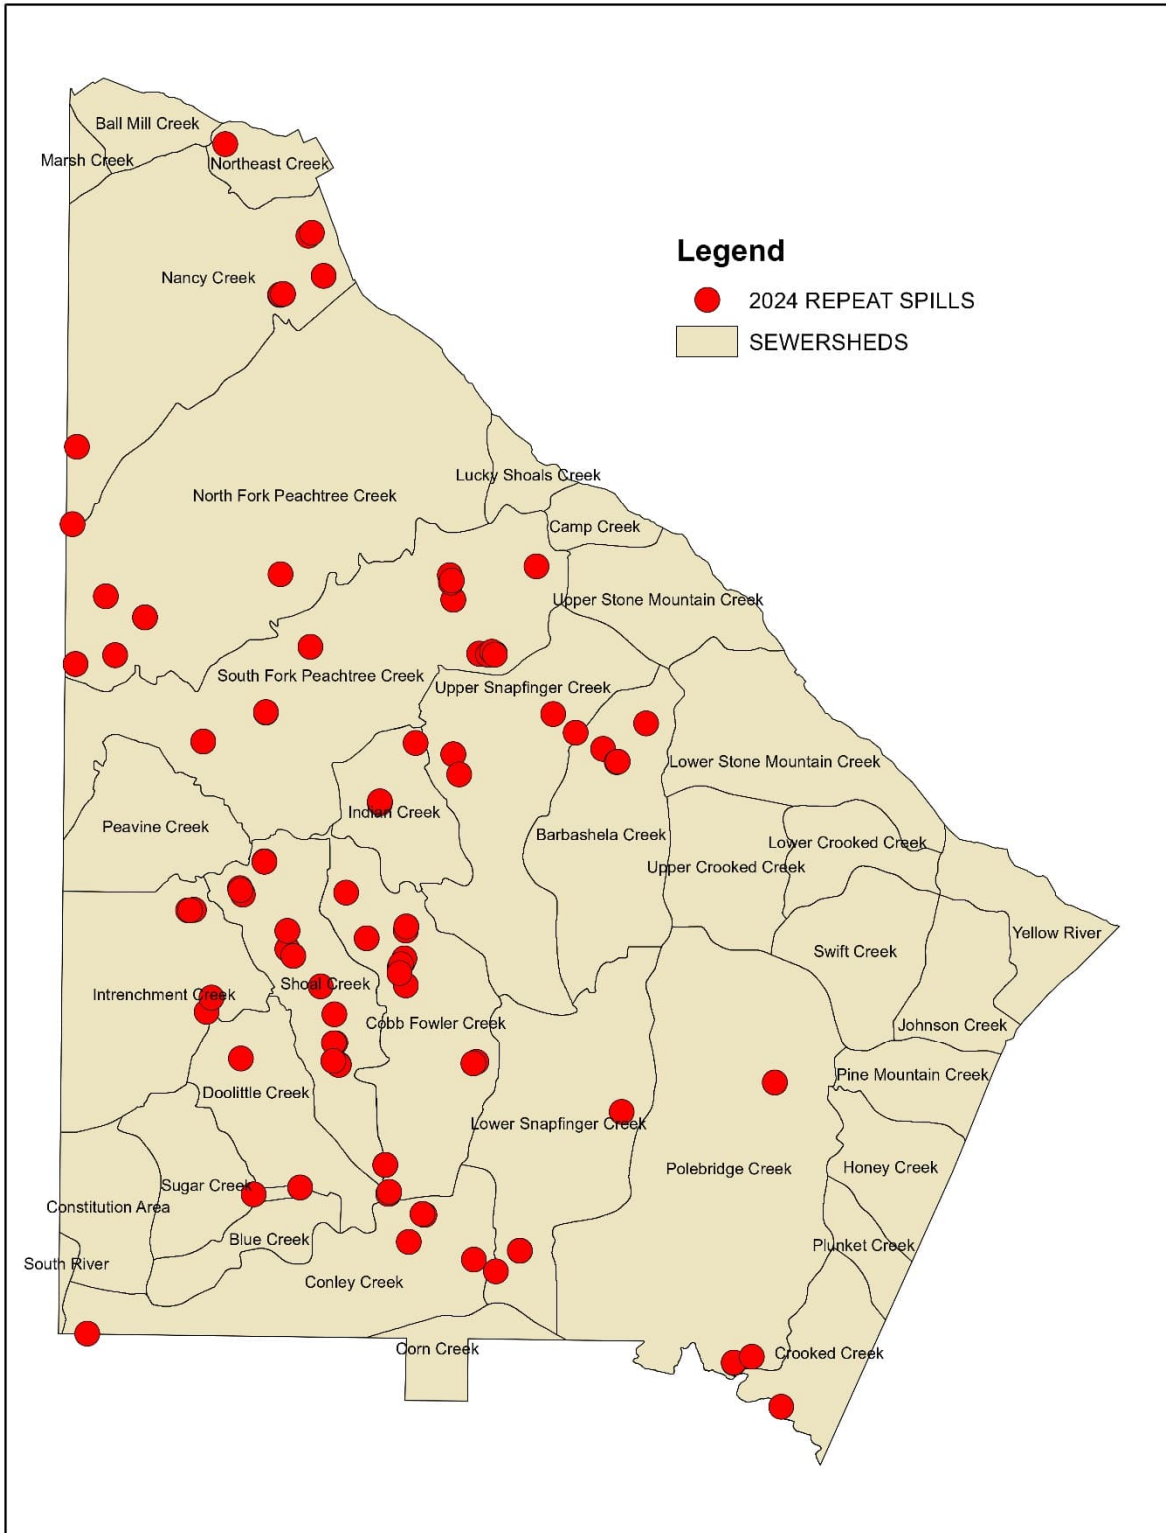 Ball Mill Creek
Marsh Creek
Northeast Creek
Legend
Nancy Creek
2024 REPEAT SPILLS
SEWERSHEDS
Lucky Shoals Creek
North Fork Peachtree Creek
Camp Creek
Upper Stone Mountain Creek
South Fork Peachtree Creek
Upper Snapfinger Creek
Lower Stone Mountain Creek
Indian Creek
Peavine Creek
Barbashela Creek
Lower Crooked Creek
Upper Crooked Creek
Yellow River
Swift Creek
Shoal Creek
Intrenchment Creek
Cobb Fowler Creek
Johnson Creek
Pine Mountain Creek
Doolittle Creek
Lower Snapfinger Creek
Polebridge Creek
Honey Creek
Sugar Creek
Constitution Area
Blue Creek
Plunket Creek
South River
Conley Creek
Corn Creek
Crooked Creek